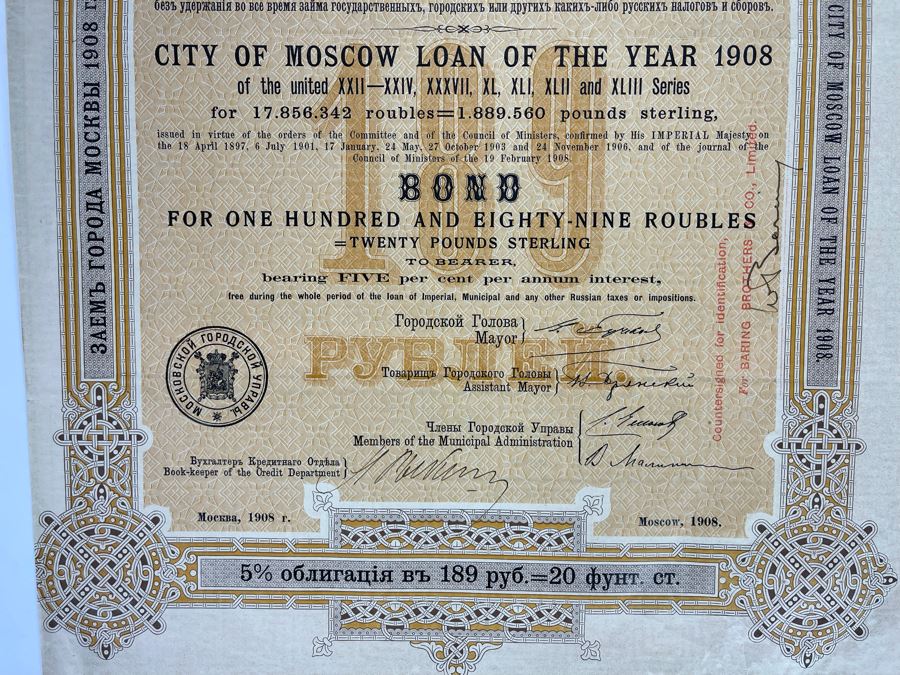 безъ удержанія во все время займа государственныхъ, городскихъ или другихъ какихъ-либо русскихъ налоговъ и сборовъ.
CITY OF MOSCOW LOAN OF THE YEAR 1908
of the united XXII—XXIV, XXXVII, XL, XLI, XLII and XLIII Series
for 17.856.342 roubles=1.889.560 pounds sterling,
issued in virtue of the orders of the Committee and of the Council of Ministers, confirmed by His IMPERIAL Majesty on
the 18 April 1897, 6 July 1901, 17 January, 24 May, 27 October 1903 and 24 November 1906, and of the journal of the
Council of Ministers of the 19 February 1908.
189
BOND
FOR ONE HUNDRED AND EIGHTY-NINE ROUBLES
=TWENTY POUNDS STERLING
TO BEARER,
bearing FIVE per cent per annum interest,
free during the whole period of the loan of Imperial, Municipal and any other Russian taxes or impositions.
Городской Голова
Mayor
РУБЛЕЙ.
Товарищъ Городского Головы
Assistant Mayor
Члены Городской Управы
Members of the Municipal Administration
Бухгалтеръ Кредитнаго Отдѣла
Book-keeper of the Credit Department
МОСКОВСКОЙ ГОРОДСКОЙ УПРАВЫ
Москва, 1908 г.
Moscow, 1908.
5% облигація въ 189 руб.=20 фунт. ст.
ЗАЕМЪ ГОРОДА МОСКВЫ 1908 г.
CITY OF MOSCOW LOAN OF THE YEAR 1908
Countersigned for identification,
For BARING BROTHERS & CO., Limited.